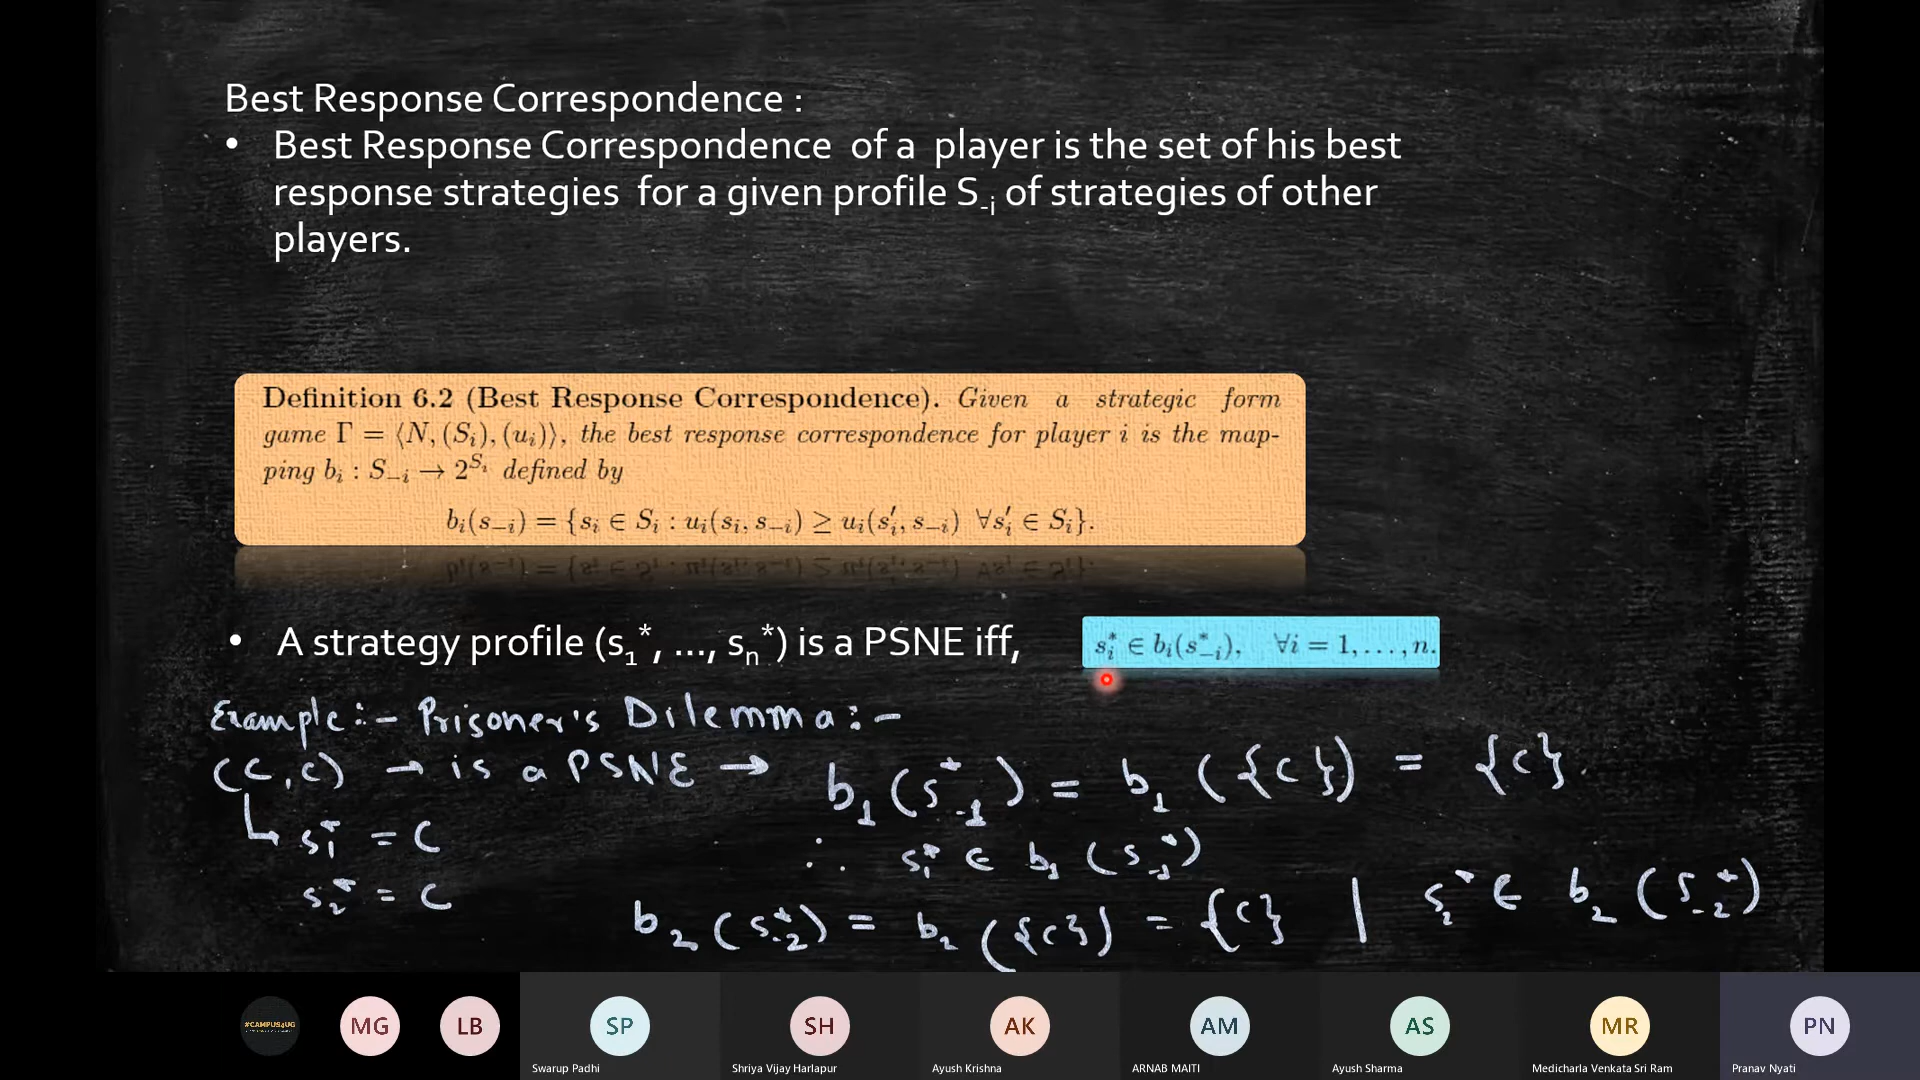 Best Response Correspondence :
• Best Response Correspondence of a player is the set of his best
response strategies for a given profile S-i of strategies of other
players.
Definition 6.2 (Best Response Correspondence). Given a strategic form
game Γ = ⟨N, (Sᵢ), (uᵢ)⟩, the best response correspondence for player i is the map-
ping bᵢ : S₋ᵢ → 2^{Sᵢ} defined by
bᵢ(s₋ᵢ) = {sᵢ ∈ Sᵢ : uᵢ(sᵢ, s₋ᵢ) ≥ uᵢ(s′ᵢ, s₋ᵢ) ∀s′ᵢ ∈ Sᵢ}.
• A strategy profile (s₁*, ..., sₙ*) is a PSNE iff, sᵢ* ∈ bᵢ(s₋ᵢ*), ∀i = 1, . . . , n.
Example:- Prisoner's Dilemma:-
(C,C) → is a PSNE → b₁(s₋₁*) = b₁({C}) = {C}
↳ s₁* = C
∴ s₁* ∈ b₁(s₋₁*)
s₂* = C
b₂(s₋₂*) = b₂({C}) = {C} | s₂* ∈ b₂(s₋₂*)
#CAMPUS4UG
MG LB SP SH AK AM AS MR PN
Swarup Padhi Shriya Vijay Harlapur Ayush Krishna ARNAB MAITI Ayush Sharma Medicharla Venkata Sri Ram Pranav Nyati